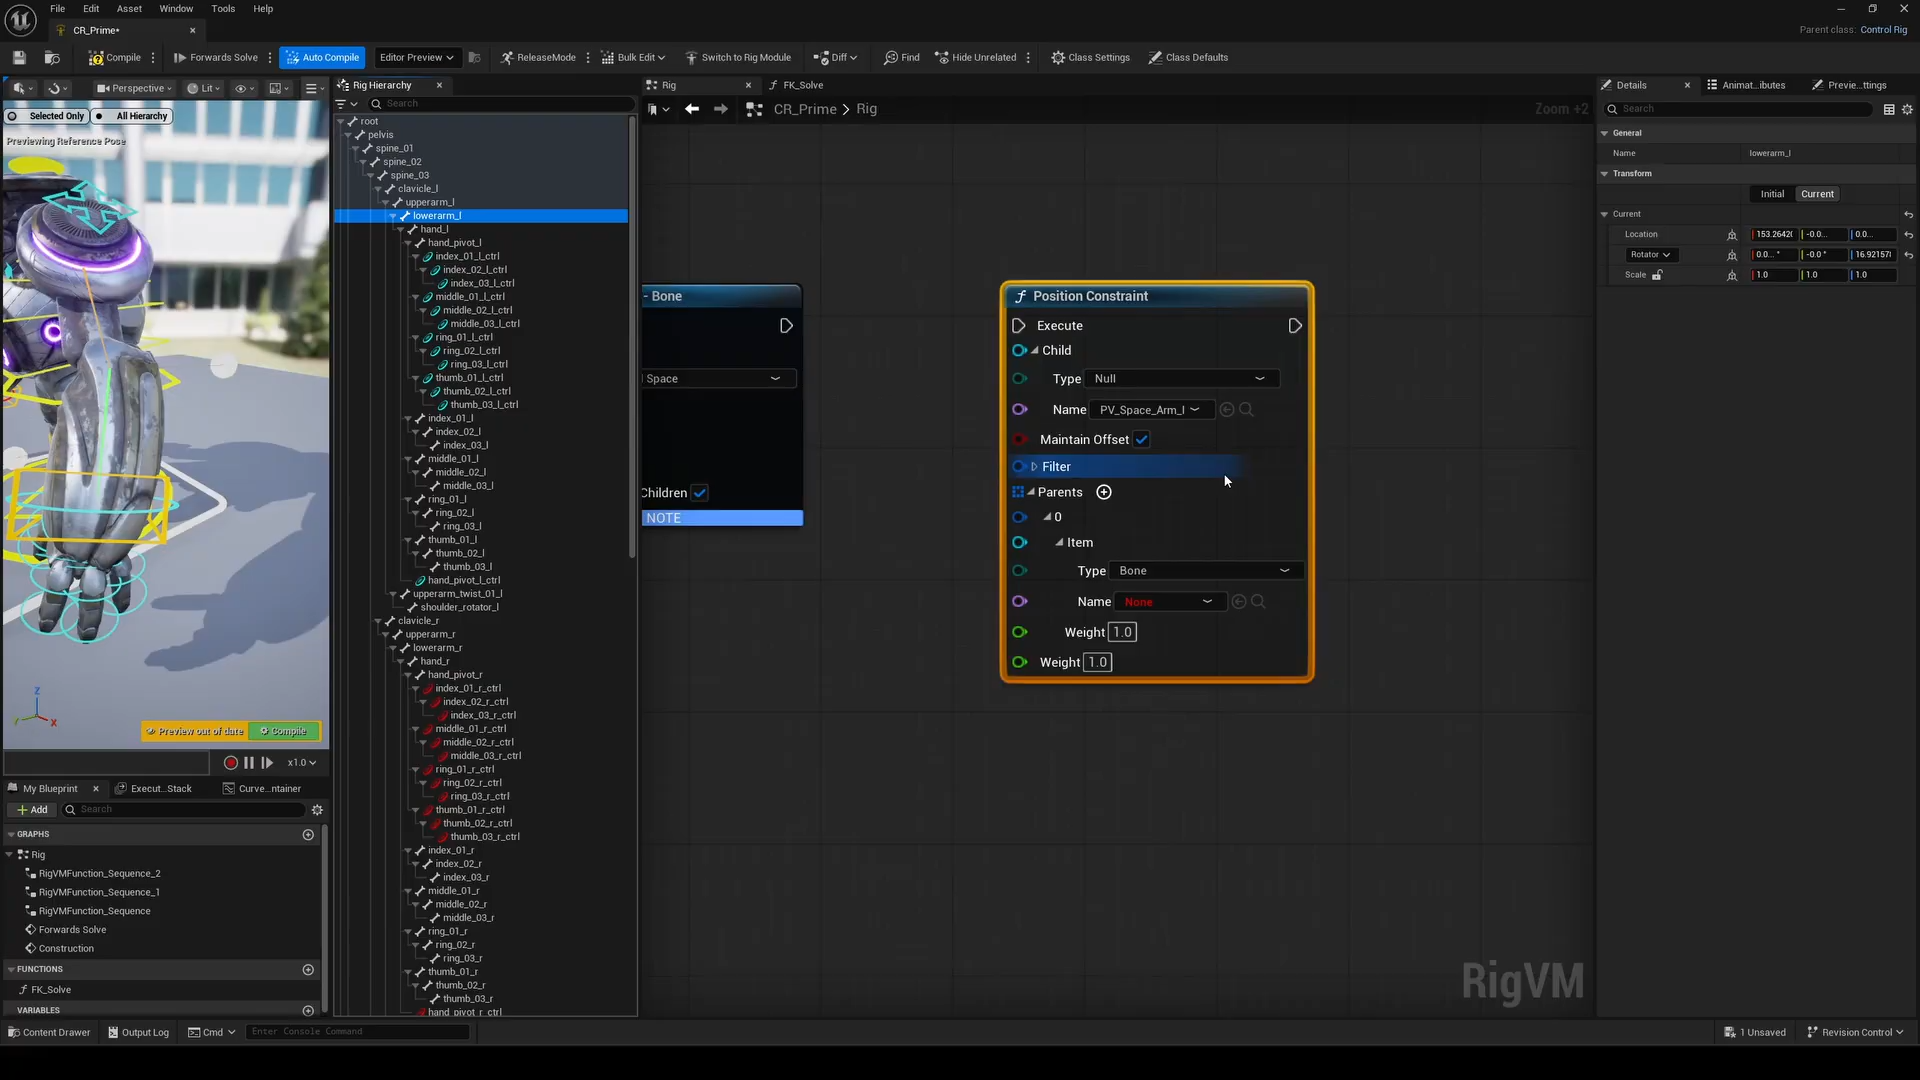 File Edit Asset Window Tools Help
CR_Prime•
Parent class: Control Rig
Compile Forwards Solve Auto Compile Editor Preview ReleaseMode Bulk Edit Switch to Rig Module Diff Find Hide Unrelated Class Settings Class Defaults
Perspective Lit
Selected Only All Hierarchy
Previewing Reference Pose
Z
X
Preview out of date Compile
x1.0
My Blueprint Execut...Stack Curve...ntainer
Add Search
GRAPHS
Rig
RigVMFunction_Sequence_2
RigVMFunction_Sequence_1
RigVMFunction_Sequence
Forwards Solve
Construction
FUNCTIONS
FK_Solve
VARIABLES
Rig Hierarchy
Search
root
pelvis
spine_01
spine_02
spine_03
clavicle_l
upperarm_l
lowerarm_l
hand_l
hand_pivot_l
index_01_l_ctrl
index_02_l_ctrl
index_03_l_ctrl
middle_01_l_ctrl
middle_02_l_ctrl
middle_03_l_ctrl
ring_01_l_ctrl
ring_02_l_ctrl
ring_03_l_ctrl
thumb_01_l_ctrl
thumb_02_l_ctrl
thumb_03_l_ctrl
index_01_l
index_02_l
index_03_l
middle_01_l
middle_02_l
middle_03_l
ring_01_l
ring_02_l
ring_03_l
thumb_01_l
thumb_02_l
thumb_03_l
hand_pivot_l_ctrl
upperarm_twist_01_l
shoulder_rotator_l
clavicle_r
upperarm_r
lowerarm_r
hand_r
hand_pivot_r
index_01_r_ctrl
index_02_r_ctrl
index_03_r_ctrl
middle_01_r_ctrl
middle_02_r_ctrl
middle_03_r_ctrl
ring_01_r_ctrl
ring_02_r_ctrl
ring_03_r_ctrl
thumb_01_r_ctrl
thumb_02_r_ctrl
thumb_03_r_ctrl
index_01_r
index_02_r
index_03_r
middle_01_r
middle_02_r
middle_03_r
ring_01_r
ring_02_r
ring_03_r
thumb_01_r
thumb_02_r
thumb_03_r
hand_pivot_r_ctrl
Rig FK_Solve
CR_Prime > Rig
Zoom +2
- Bone
Space
Children
NOTE
Position Constraint
Execute
Child
Type Null
Name PV_Space_Arm_l
Maintain Offset
Filter
Parents
0
Item
Type Bone
Name None
Weight 1.0
Weight 1.0
RigVM
Details Animat...ibutes Previe...ttings
Search
General
Name lowerarm_l
Transform
Initial Current
Current
Location 153.2642 -0.0... 0.0...
Rotator 0.0... ° -0.0 ° 16.92157
Scale 1.0 1.0 1.0
Content Drawer Output Log Cmd Enter Console Command
1 Unsaved Revision Control